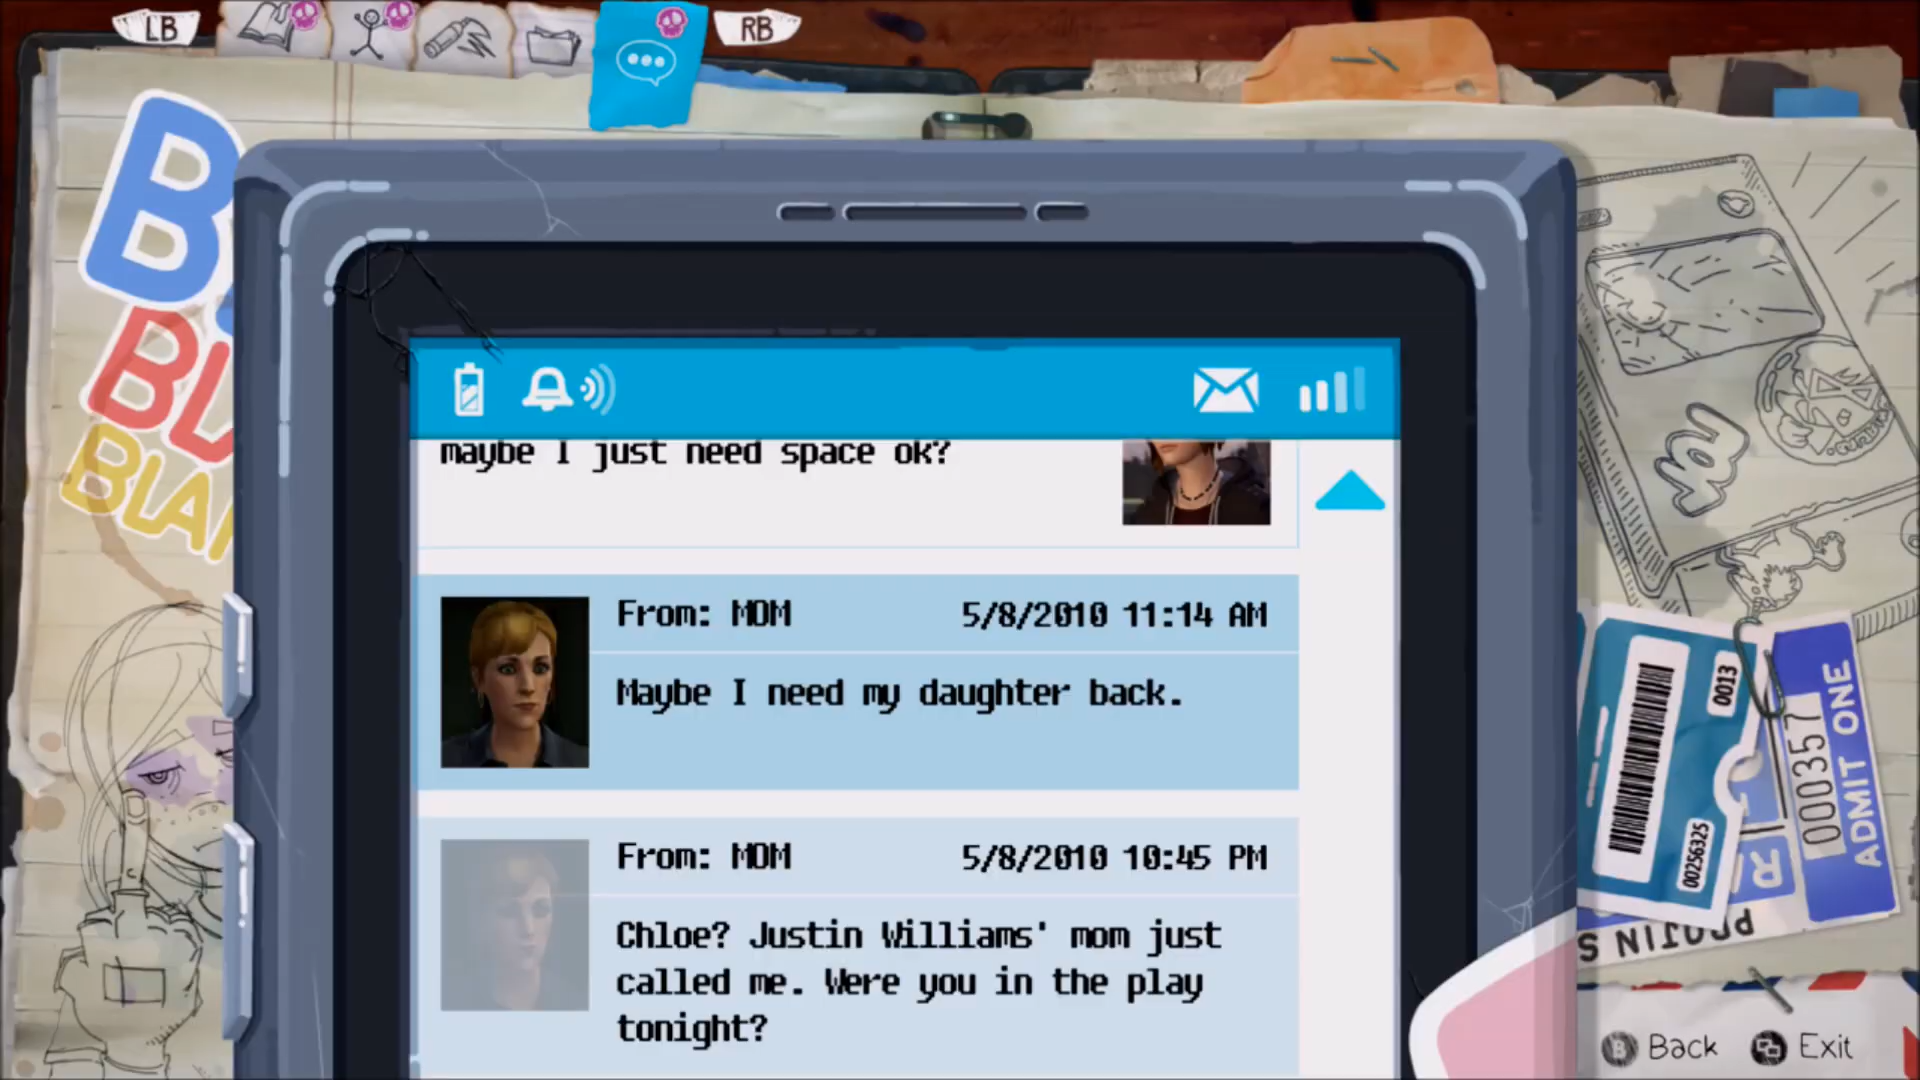 LB
RB
maybe I just need space ok?
From: MOM
5/8/2010 11:14 AM
Maybe I need my daughter back.
From: MOM
5/8/2010 10:45 PM
Chloe? Justin Williams' mom just
called me. Were you in the play
tonight?
0013
00256325
000357
ADMIT ONE
B Back
Exit